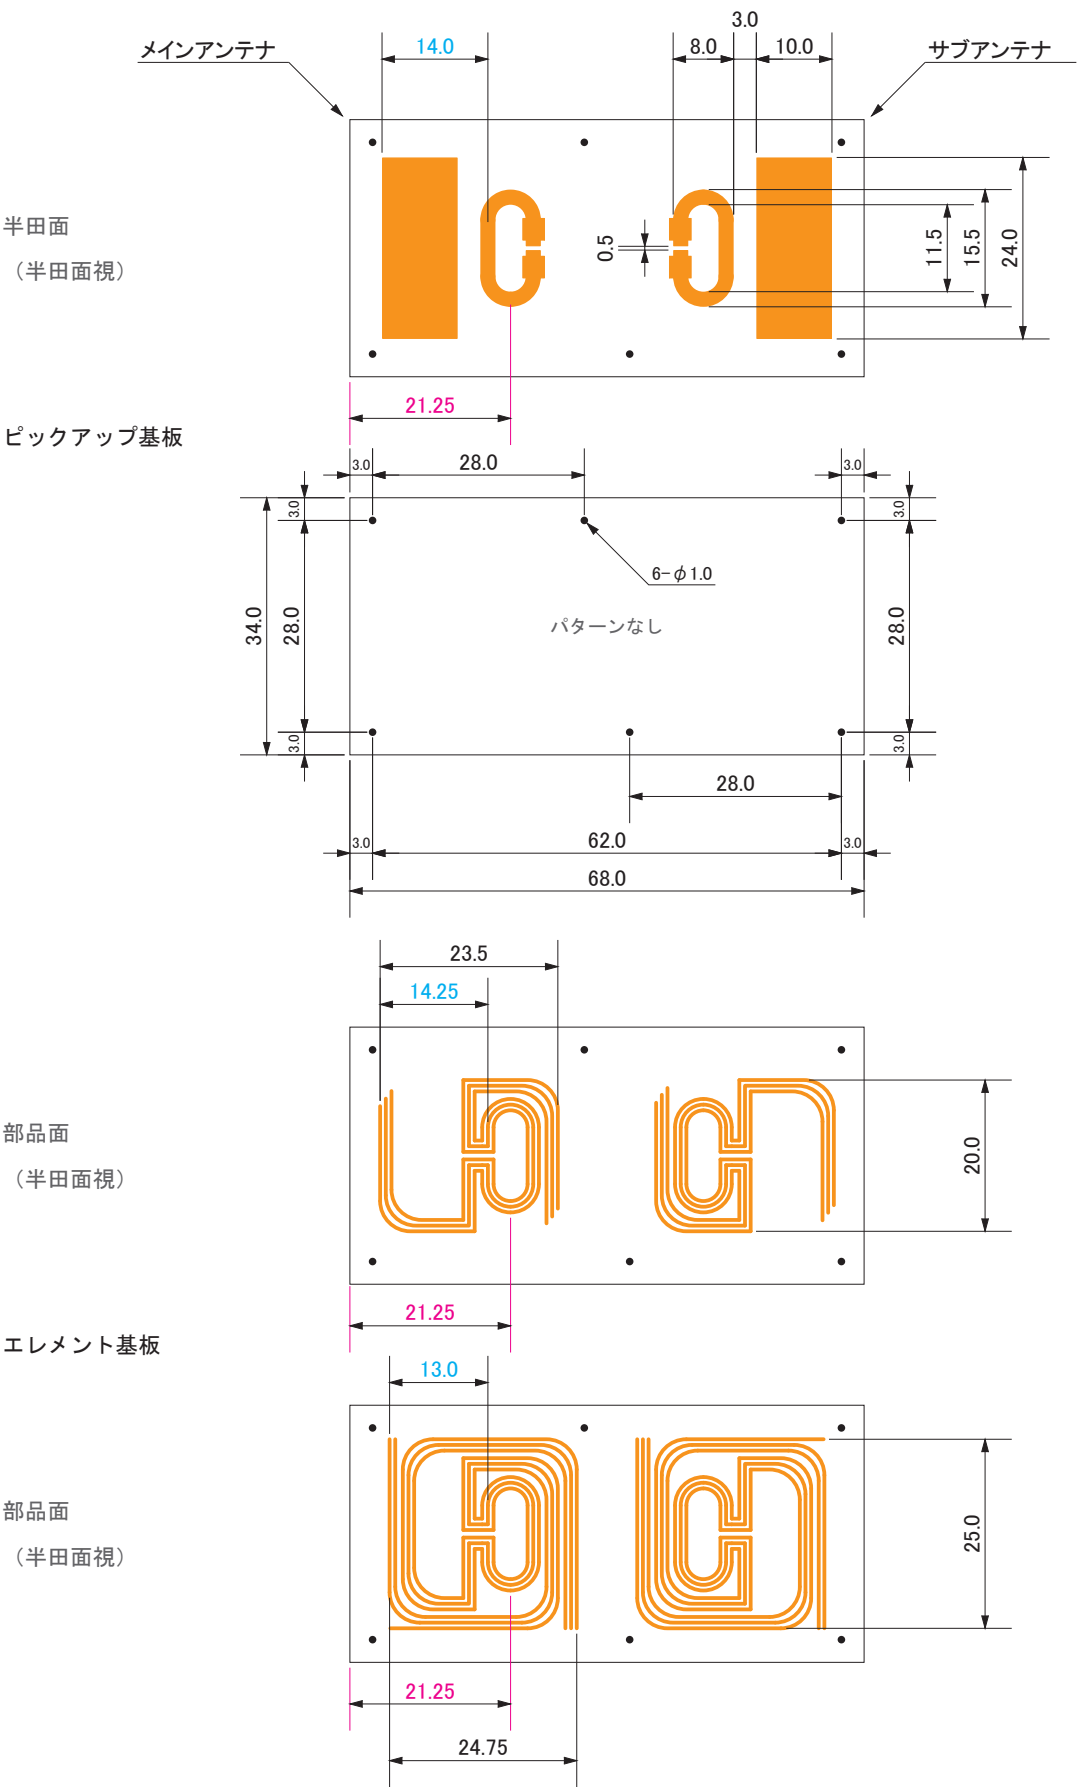 3.0
メインアンテナ
14.0
8.0
10.0
サブアンテナ
半田面
（半田面視）
0.5
11.5
15.5
24.0
21.25
ピックアップ基板
3.0
28.0
3.0
3.0
3.0
6-φ1.0
34.0
28.0
パターンなし
28.0
3.0
3.0
28.0
3.0
62.0
3.0
68.0
23.5
14.25
部品面
（半田面視）
20.0
21.25
エレメント基板
13.0
部品面
（半田面視）
25.0
21.25
24.75